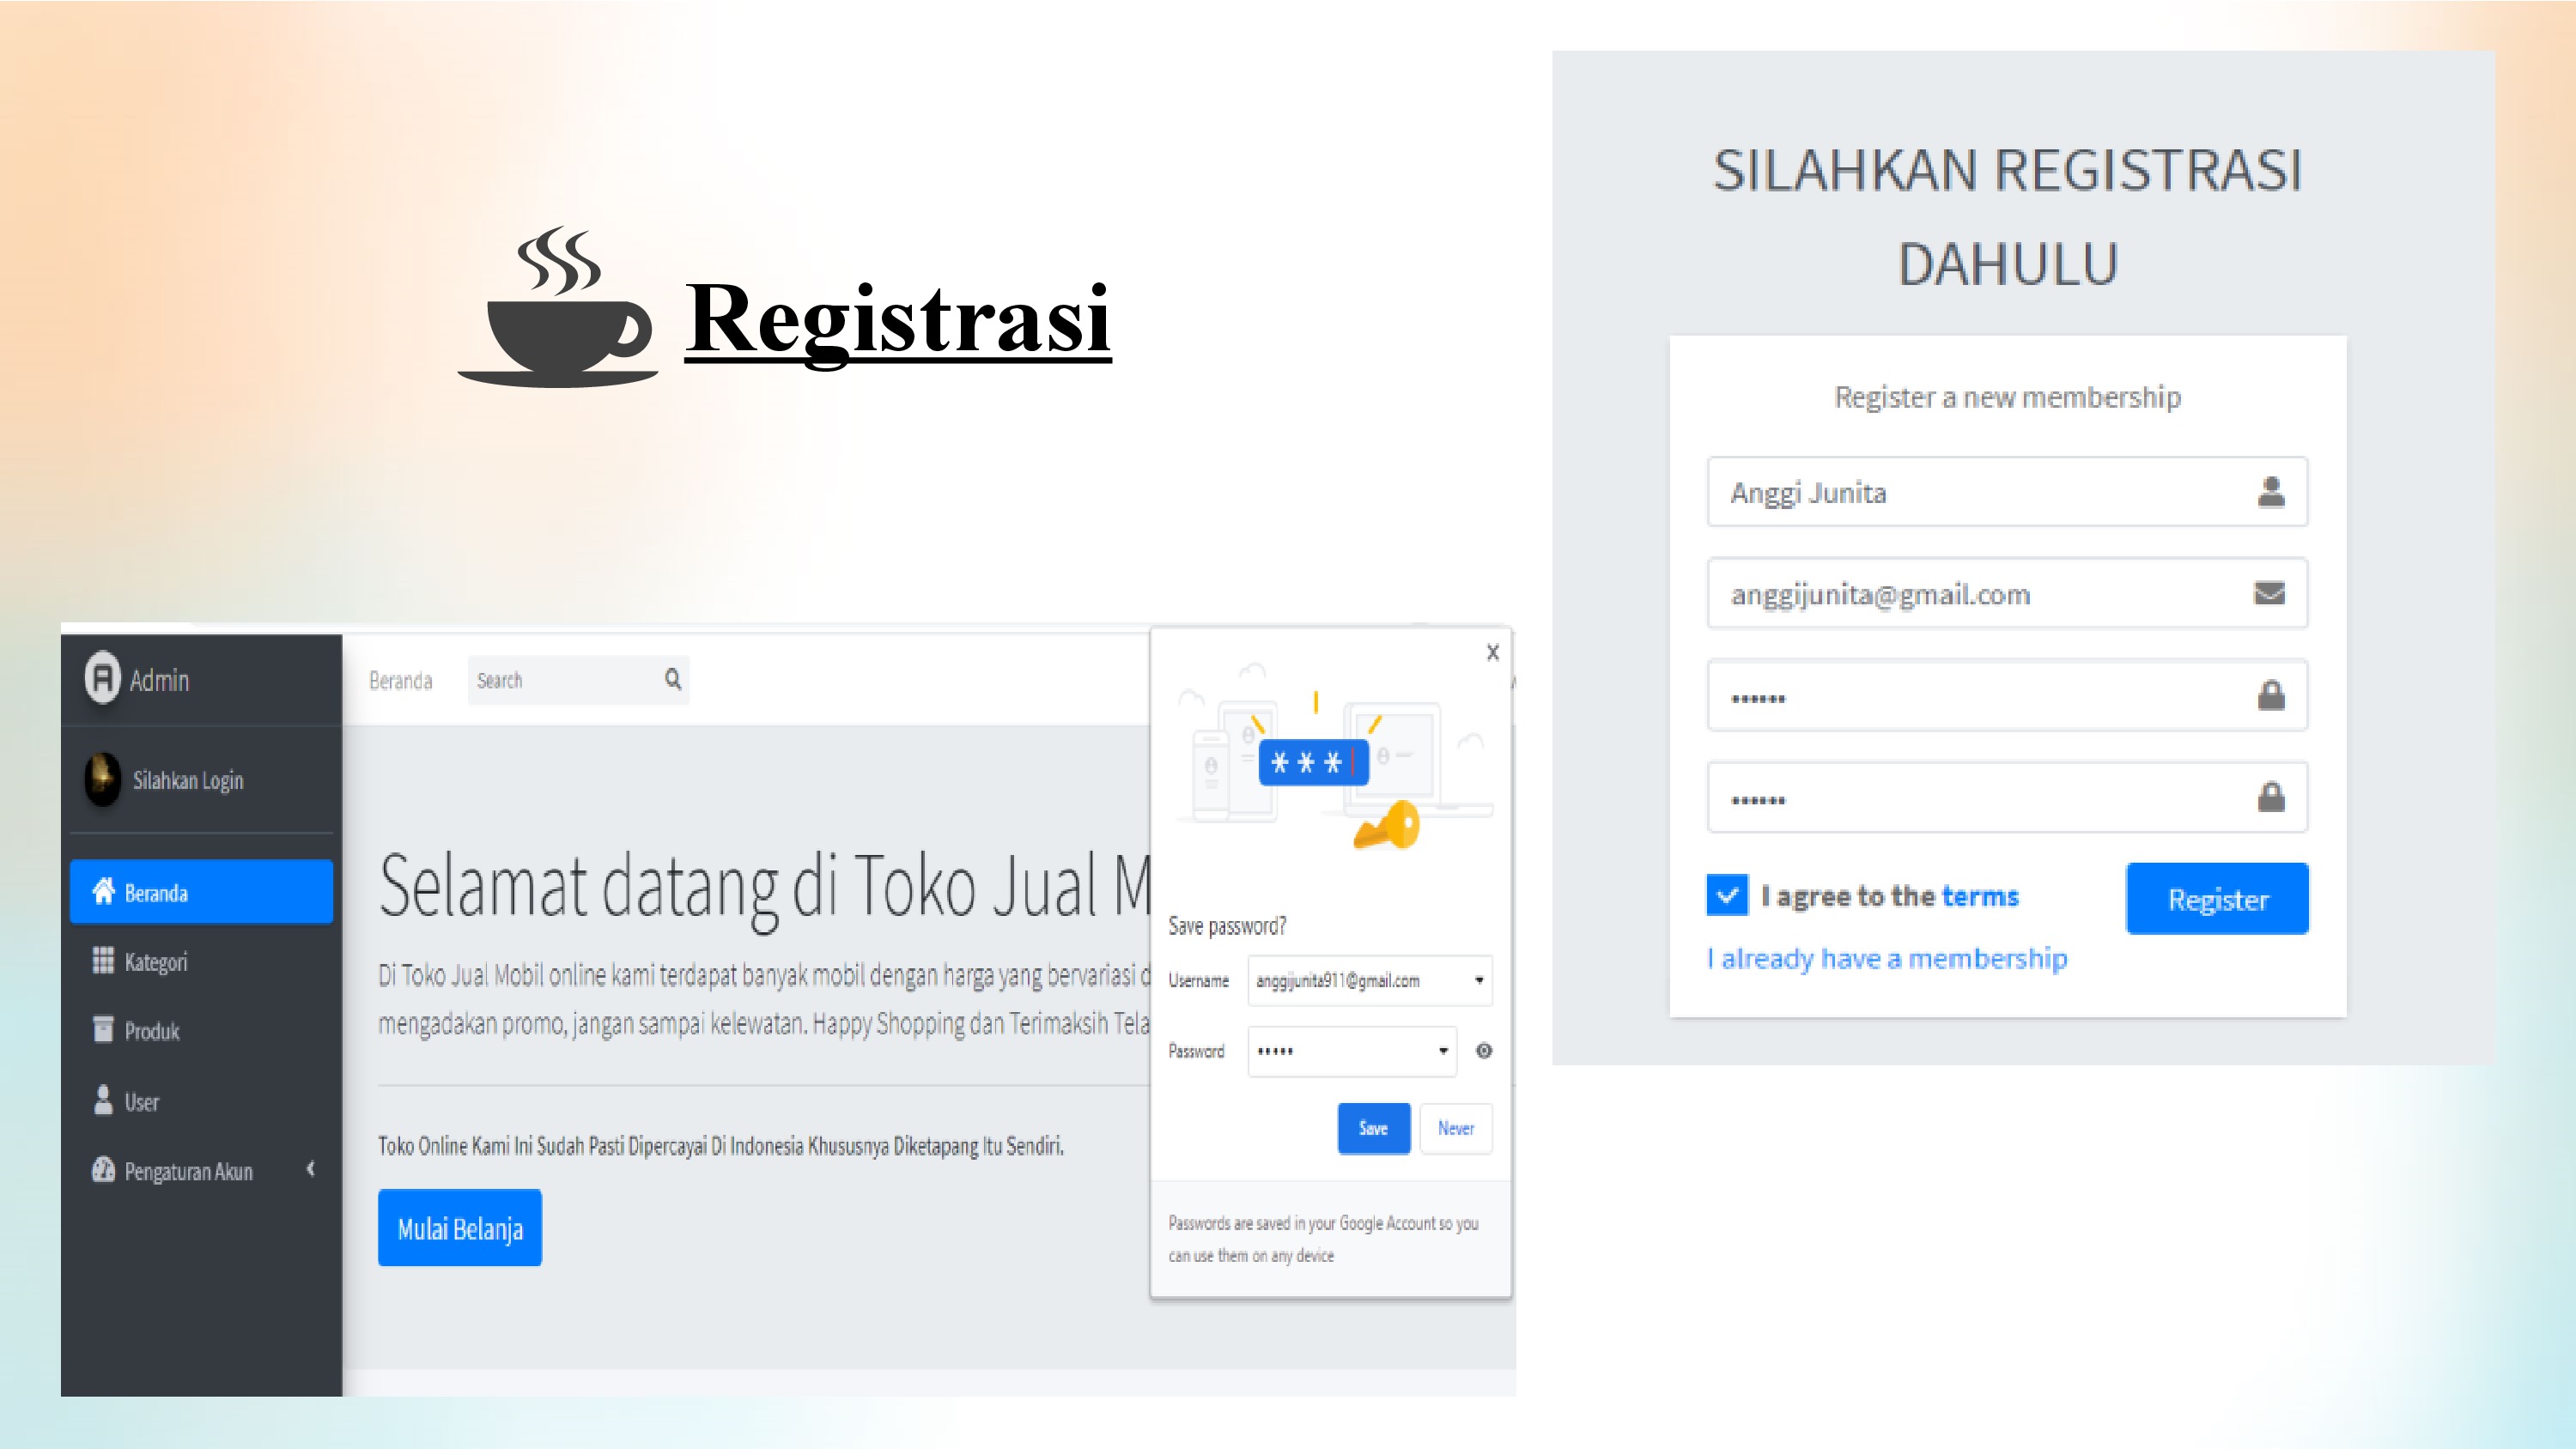 Registrasi
SILAHKAN REGISTRASI
DAHULU
Register a new membership
Anggi Junita
anggijunita@gmail.com
••••••
••••••
I agree to the terms
Register
I already have a membership
Admin
Silahkan Login
Beranda
Kategori
Produk
User
Pengaturan Akun
Beranda
Search
Selamat datang di Toko Jual M
Di Toko Jual Mobil online kami terdapat banyak mobil dengan harga yang bervariasi d
mengadakan promo, jangan sampai kelewatan. Happy Shopping dan Terimaksih Tela
Toko Online Kami Ini Sudah Pasti Dipercayai Di Indonesia Khususnya Diketapang Itu Sendiri.
Mulai Belanja
X
* * *
Save password?
Username anggijunita911@gmail.com
Password •••••
Save Never
Passwords are saved in your Google Account so you
can use them on any device